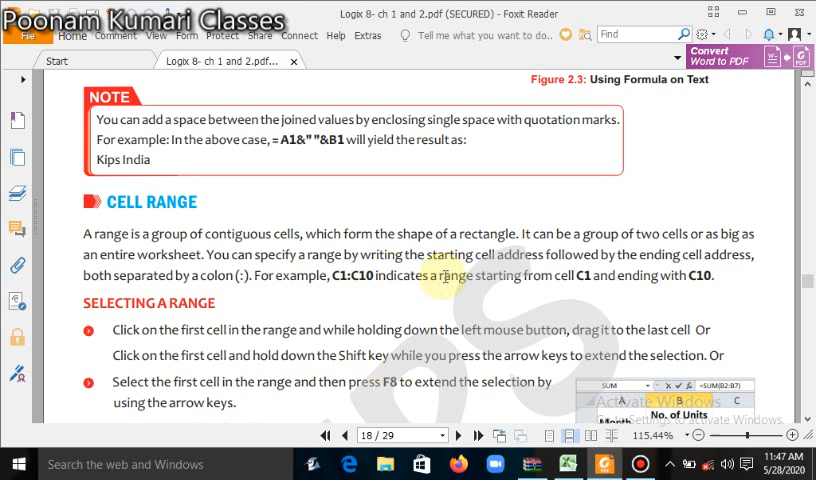 Poonam Kumari Classes
Logix 8- ch 1 and 2.pdf (SECURED) - Foxit Reader
File Home Comment View Form Protect Share Connect Help Extras Tell me what you want to do... Find
Start Logix 8- ch 1 and 2.pdf...
Convert Word to PDF
Figure 2.3: Using Formula on Text
NOTE
You can add a space between the joined values by enclosing single space with quotation marks.
For example: In the above case, = A1&" "&B1 will yield the result as:
Kips India
CELL RANGE
A range is a group of contiguous cells, which form the shape of a rectangle. It can be a group of two cells or as big as
an entire worksheet. You can specify a range by writing the starting cell address followed by the ending cell address,
both separated by a colon (:). For example, C1:C10 indicates a range starting from cell C1 and ending with C10.
SELECTING A RANGE
Click on the first cell in the range and while holding down the left mouse button, drag it to the last cell Or
Click on the first cell and hold down the Shift key while you press the arrow keys to extend the selection. Or
Select the first cell in the range and then press F8 to extend the selection by
using the arrow keys.
SUM =SUM(B2:B7)
A B C
No. of Units
Month
Activate Windows
Go to Settings to activate Windows.
18 / 29
115.44%
Search the web and Windows
11:47 AM
5/28/2020